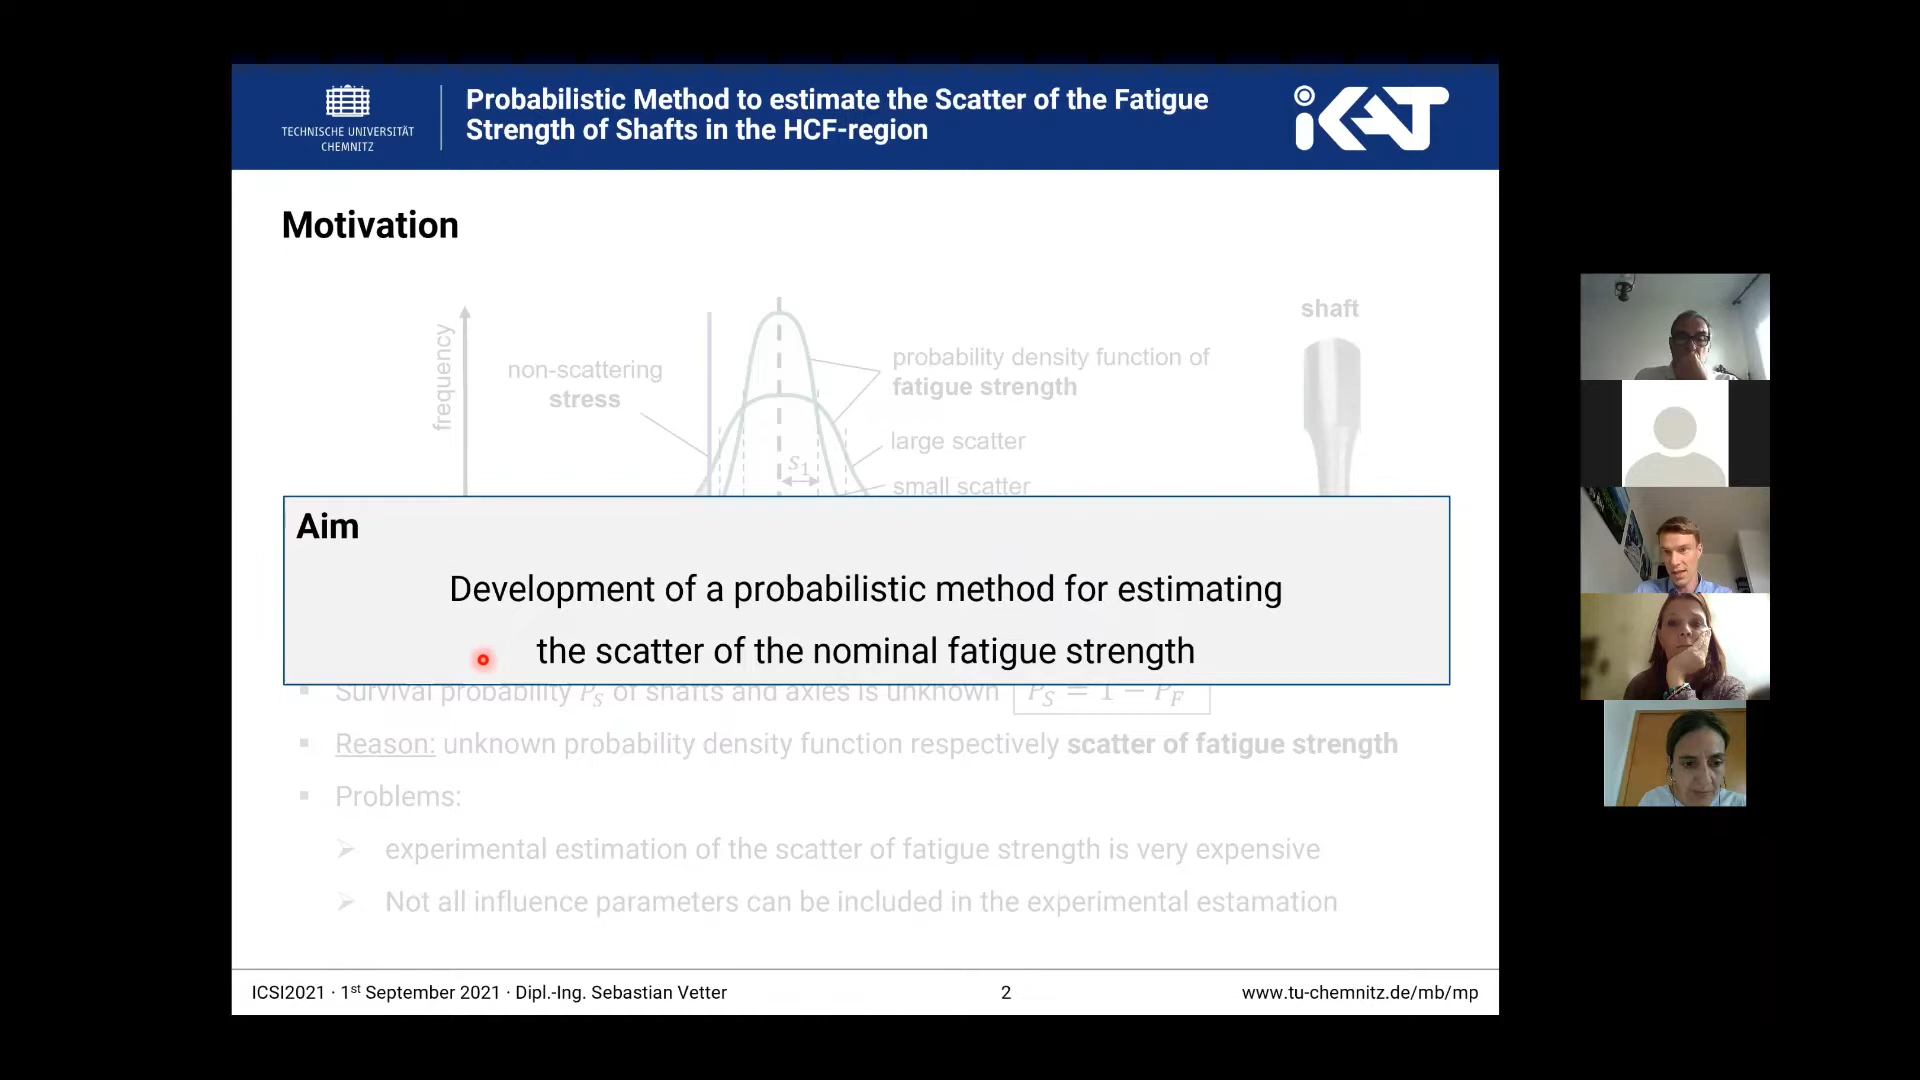 TECHNISCHE UNIVERSITÄT
CHEMNITZ
Probabilistic Method to estimate the Scatter of the Fatigue
Strength of Shafts in the HCF-region
iKAT
Motivation
frequency
non-scattering
stress
s₁
probability density function of
fatigue strength
large scatter
small scatter
shaft
Aim
Development of a probabilistic method for estimating
the scatter of the nominal fatigue strength
▪ Survival probability P_S of shafts and axles is unknown P_S = 1 − P_F
▪ Reason: unknown probability density function respectively scatter of fatigue strength
▪ Problems:
➢ experimental estimation of the scatter of fatigue strength is very expensive
➢ Not all influence parameters can be included in the experimental estamation
ICSI2021 · 1st September 2021 · Dipl.-Ing. Sebastian Vetter
2
www.tu-chemnitz.de/mb/mp